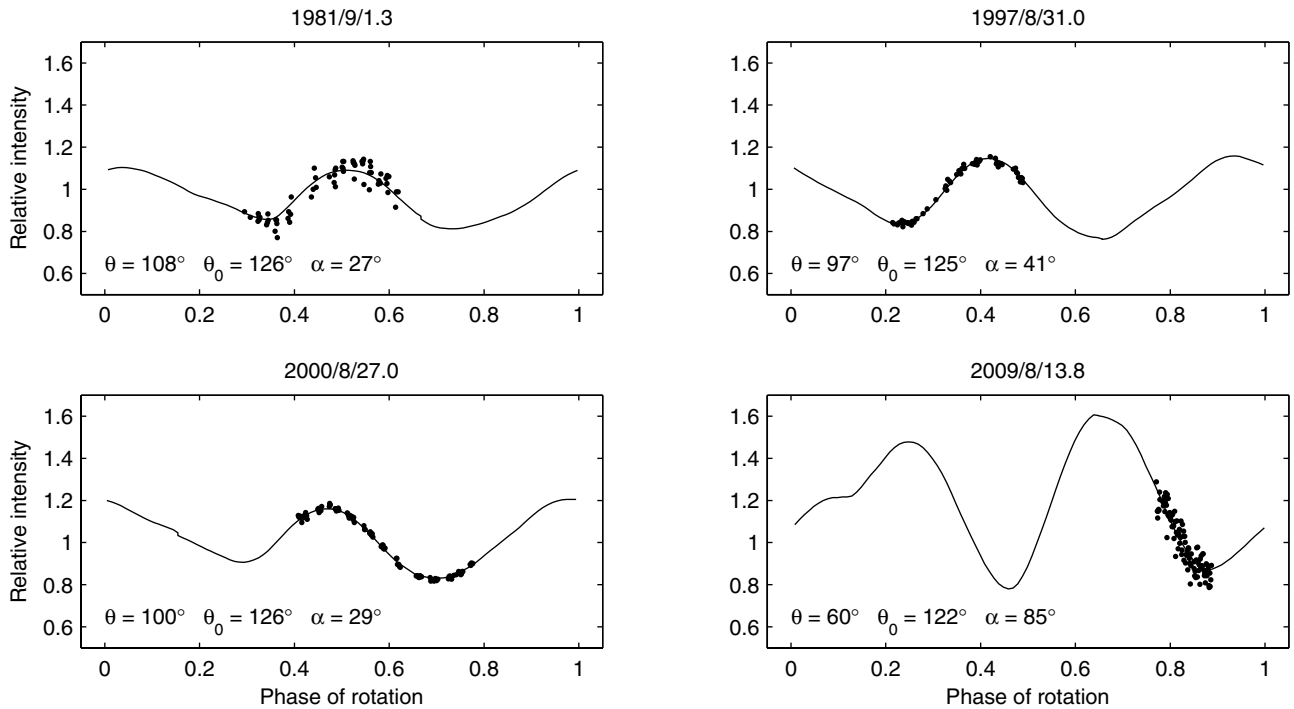 1981/9/1.3
Relative intensity
1.6
1.4
1.2
1
0.8
0.6
θ = 108° θ0 = 126° α = 27°
0 0.2 0.4 0.6 0.8 1
1997/8/31.0
1.6
1.4
1.2
1
0.8
0.6
θ = 97° θ0 = 125° α = 41°
0 0.2 0.4 0.6 0.8 1
2000/8/27.0
Relative intensity
1.6
1.4
1.2
1
0.8
0.6
θ = 100° θ0 = 126° α = 29°
0 0.2 0.4 0.6 0.8 1
Phase of rotation
2009/8/13.8
1.6
1.4
1.2
1
0.8
0.6
θ = 60° θ0 = 122° α = 85°
0 0.2 0.4 0.6 0.8 1
Phase of rotation